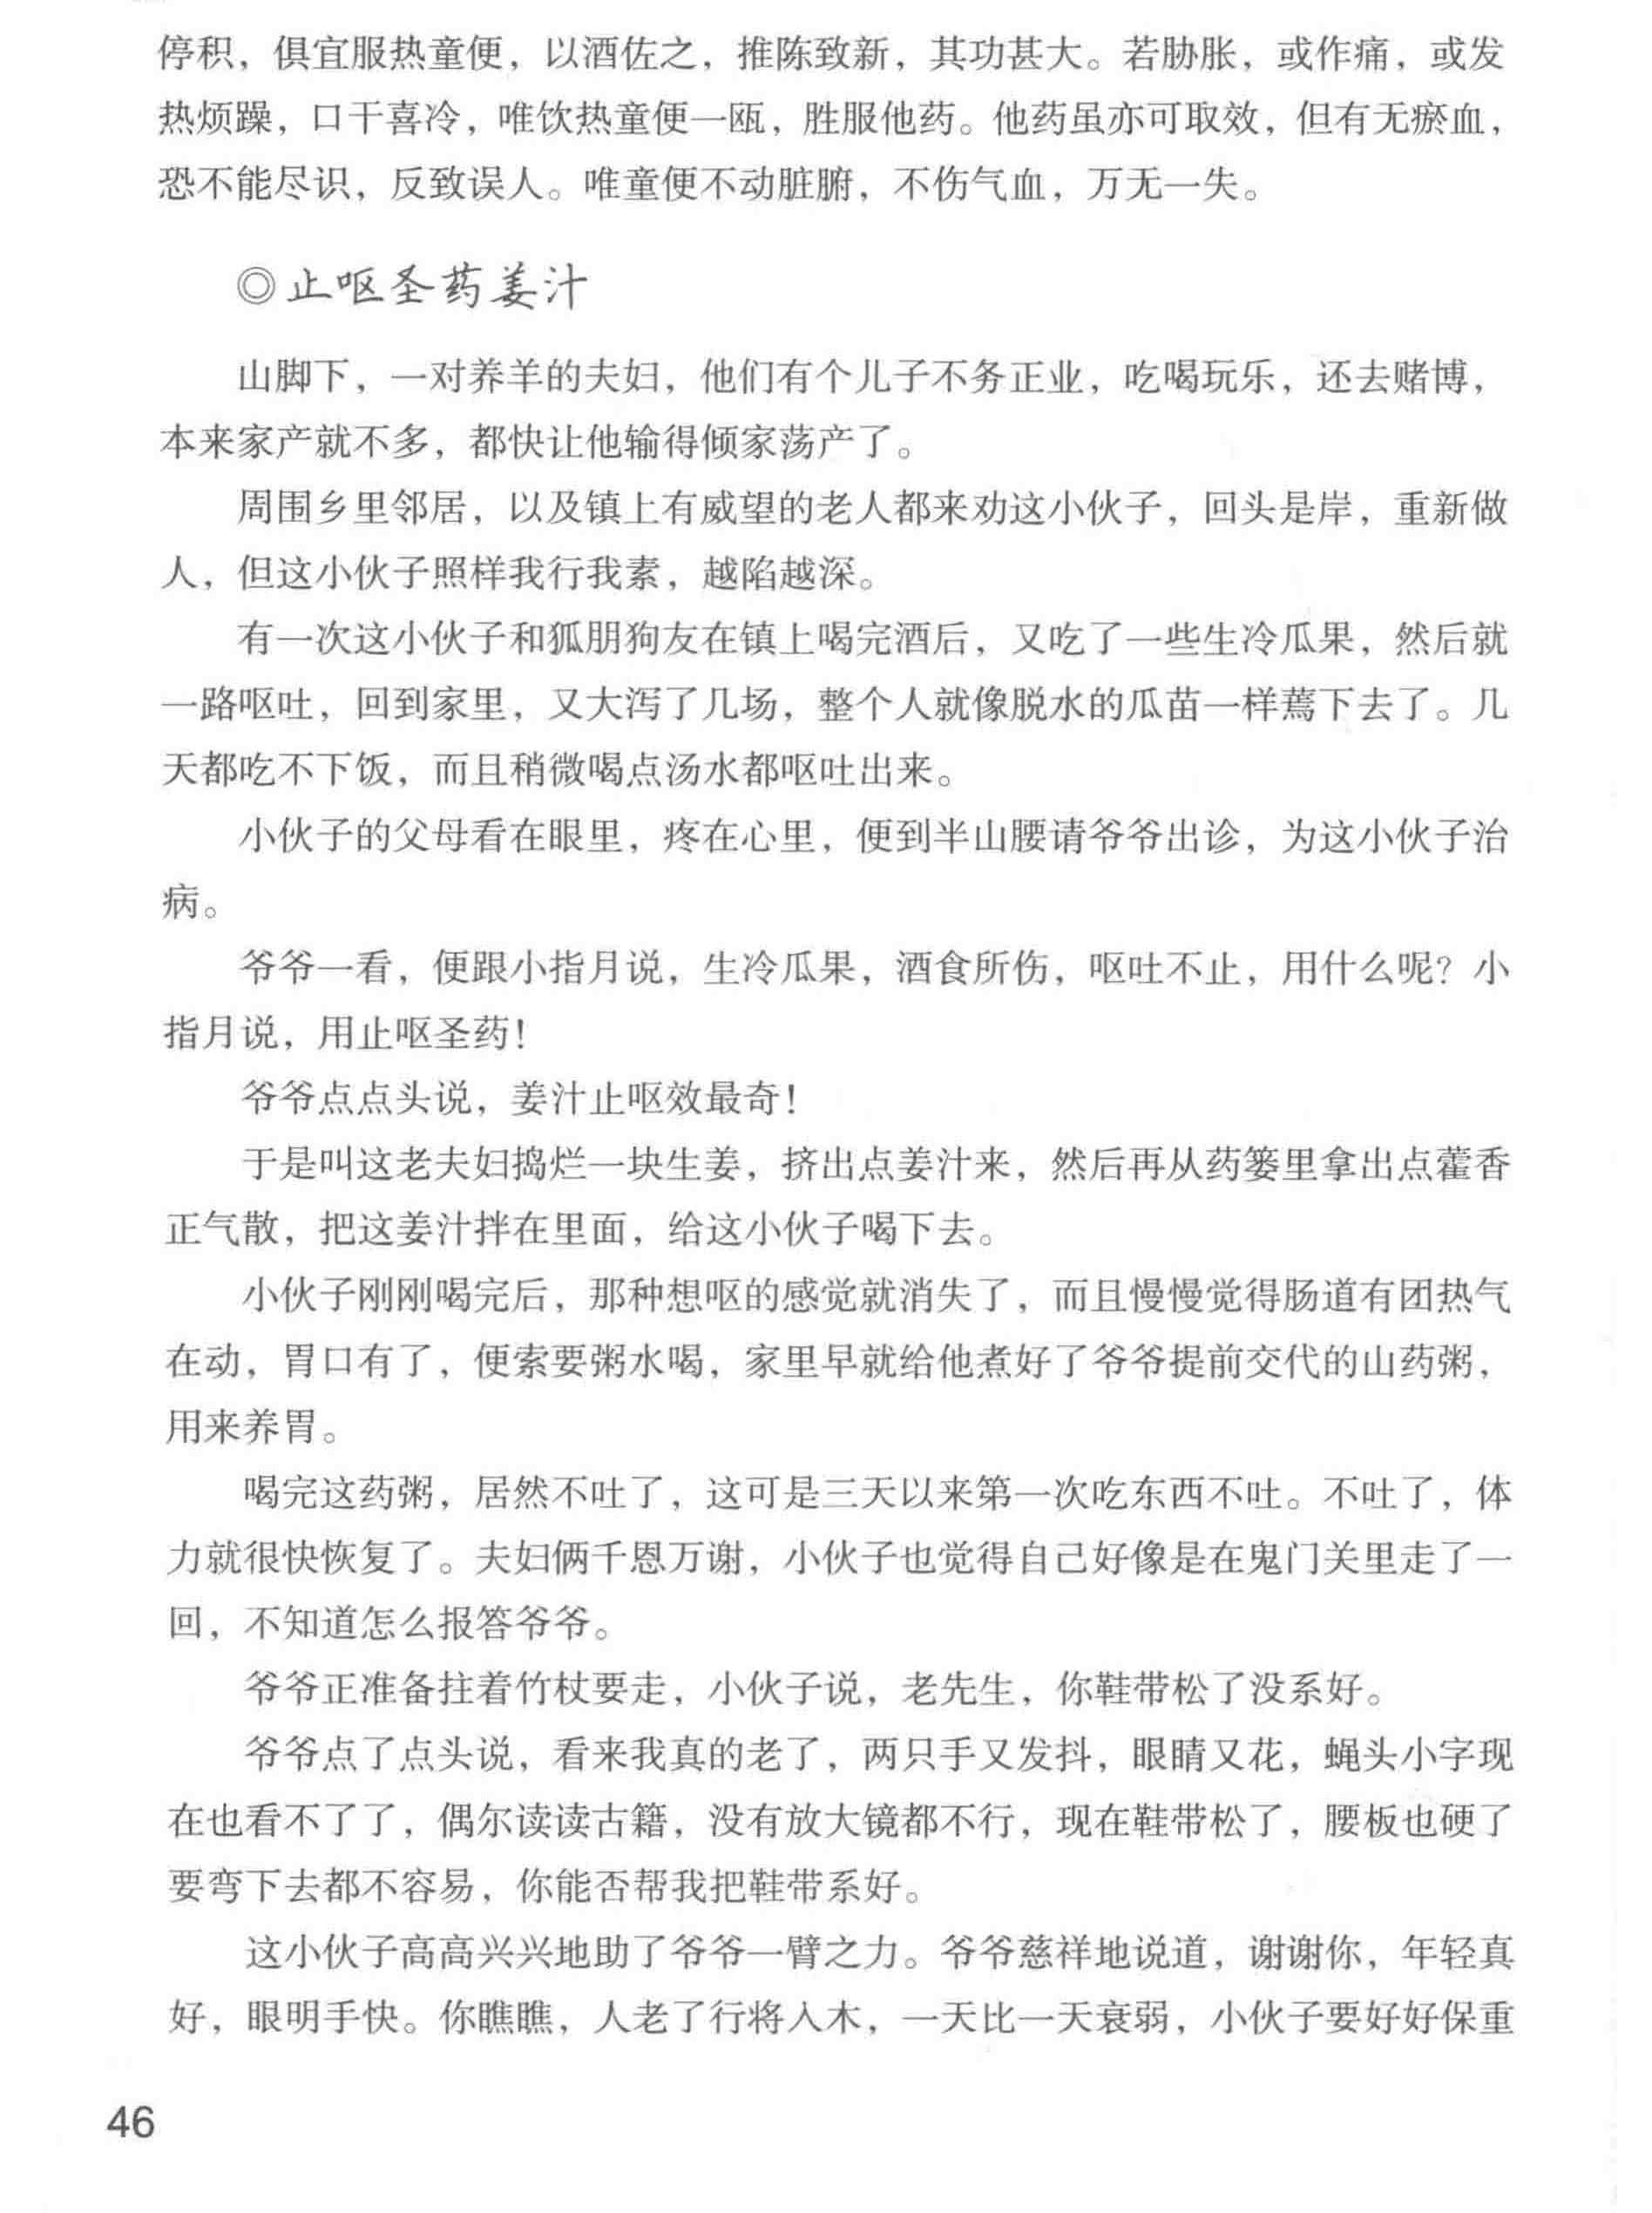 停积，俱宜服热童便，以酒佐之，推陈致新，其功甚大。若胁胀，或作痛，或发
热烦躁，口干喜冷，唯饮热童便一瓯，胜服他药。他药虽亦可取效，但有无瘀血，
恐不能尽识，反致误人。唯童便不动脏腑，不伤气血，万无一失。
◎止呕圣药姜汁
山脚下，一对养羊的夫妇，他们有个儿子不务正业，吃喝玩乐，还去赌博，
本来家产就不多，都快让他输得倾家荡产了。
周围乡里邻居，以及镇上有威望的老人都来劝这小伙子，回头是岸，重新做
人，但这小伙子照样我行我素，越陷越深。
有一次这小伙子和狐朋狗友在镇上喝完酒后，又吃了一些生冷瓜果，然后就
一路呕吐，回到家里，又大泻了几场，整个人就像脱水的瓜苗一样蔫下去了。几
天都吃不下饭，而且稍微喝点汤水都呕吐出来。
小伙子的父母看在眼里，疼在心里，便到半山腰请爷爷出诊，为这小伙子治
病。
爷爷一看，便跟小指月说，生冷瓜果，酒食所伤，呕吐不止，用什么呢？小
指月说，用止呕圣药！
爷爷点点头说，姜汁止呕效最奇！
于是叫这老夫妇捣烂一块生姜，挤出点姜汁来，然后再从药篓里拿出点藿香
正气散，把这姜汁拌在里面，给这小伙子喝下去。
小伙子刚刚喝完后，那种想呕的感觉就消失了，而且慢慢觉得肠道有团热气
在动，胃口有了，便索要粥水喝，家里早就给他煮好了爷爷提前交代的山药粥，
用来养胃。
喝完这药粥，居然不吐了，这可是三天以来第一次吃东西不吐。不吐了，体
力就很快恢复了。夫妇俩千恩万谢，小伙子也觉得自己好像是在鬼门关里走了一
回，不知道怎么报答爷爷。
爷爷正准备拄着竹杖要走，小伙子说，老先生，你鞋带松了没系好。
爷爷点了点头说，看来我真的老了，两只手又发抖，眼睛又花，蝇头小字现
在也看不了了，偶尔读读古籍，没有放大镜都不行，现在鞋带松了，腰板也硬了
要弯下去都不容易，你能否帮我把鞋带系好。
这小伙子高高兴兴地助了爷爷一臂之力。爷爷慈祥地说道，谢谢你，年轻真
好，眼明手快。你瞧瞧，人老了行将入木，一天比一天衰弱，小伙子要好好保重
46